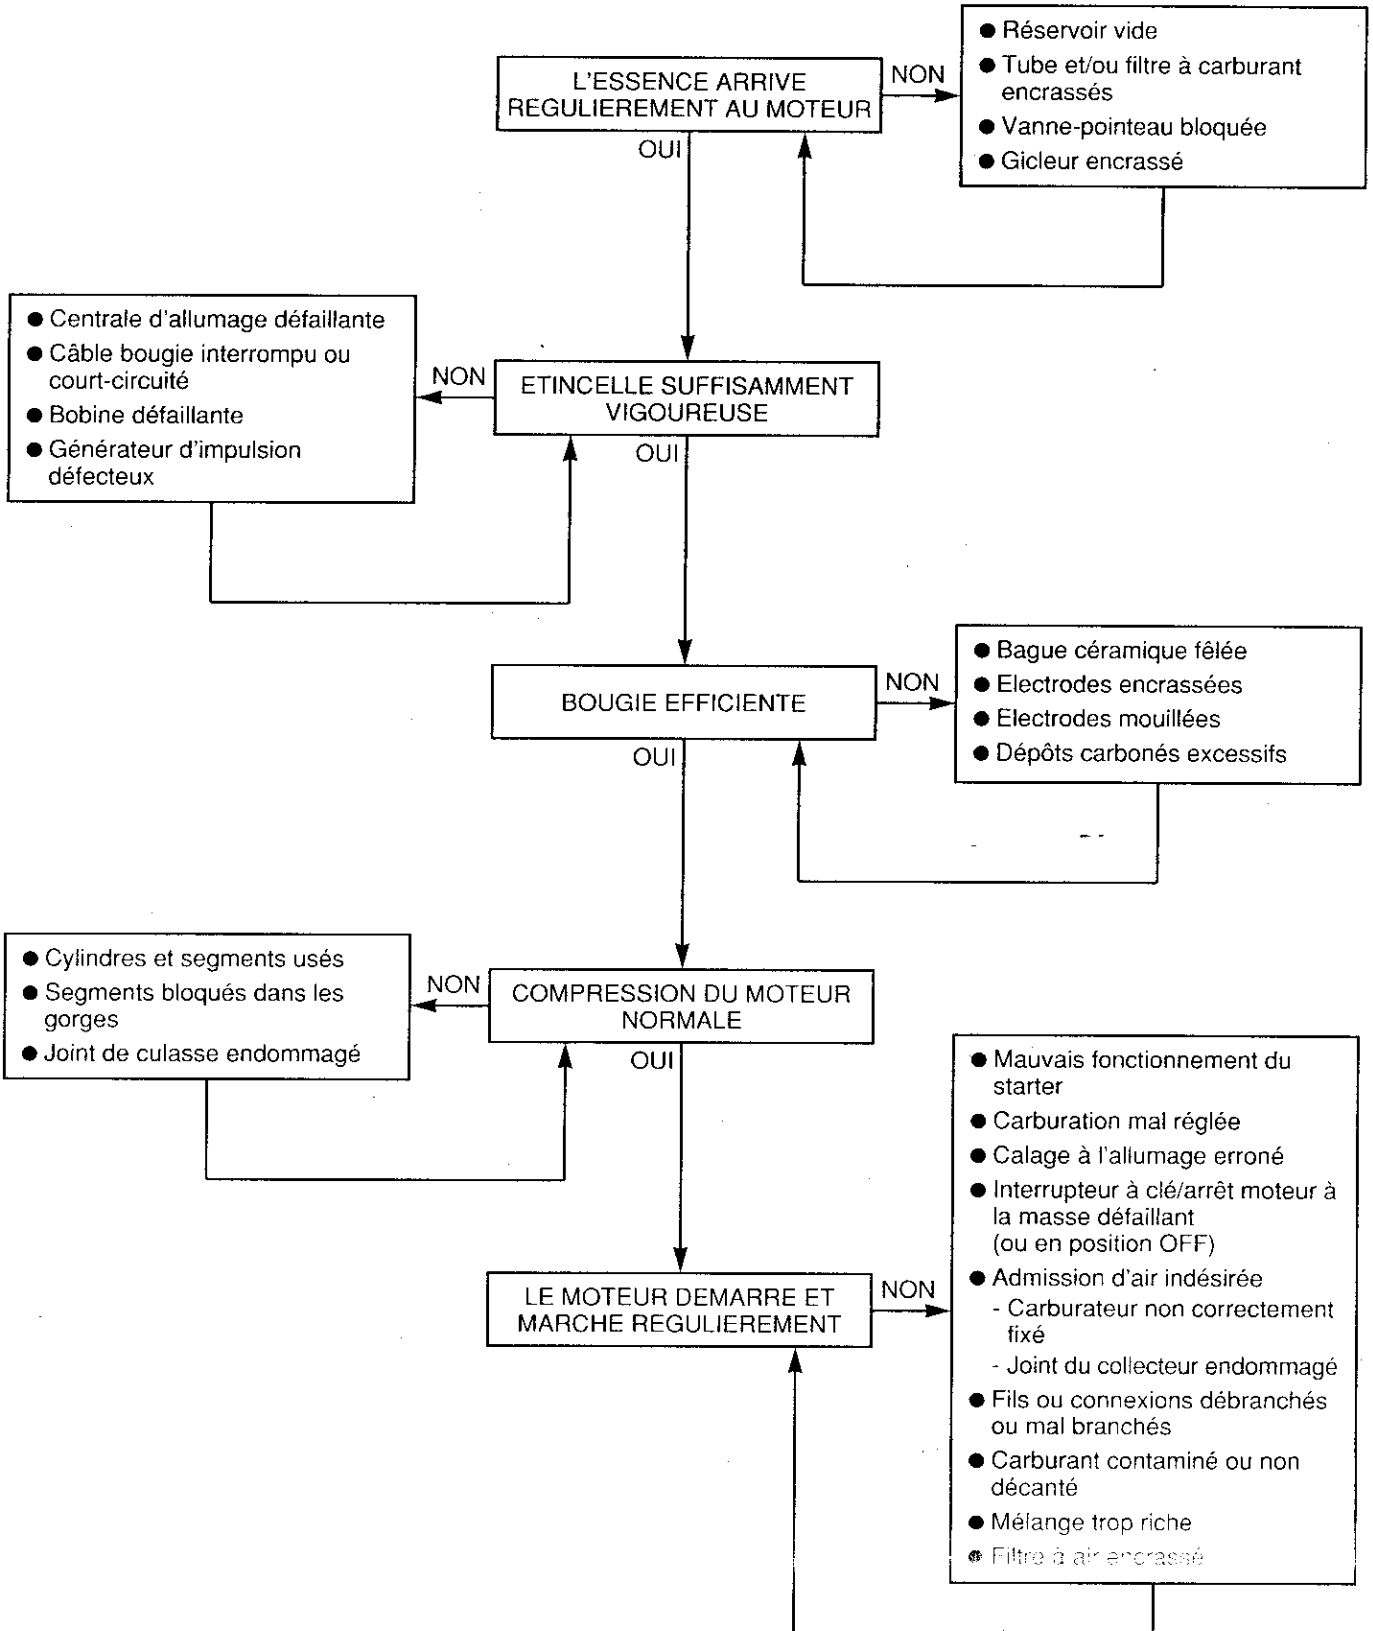 L'ESSENCE ARRIVE
REGULIEREMENT AU MOTEUR
NON
● Réservoir vide
● Tube et/ou filtre à carburant
encrassés
● Vanne-pointeau bloquée
● Gicleur encrassé
OUI
● Centrale d'allumage défaillante
● Câble bougie interrompu ou
court-circuité
● Bobine défaillante
● Générateur d'impulsion
défecteux
NON
ETINCELLE SUFFISAMMENT
VIGOUREUSE
OUI
BOUGIE EFFICIENTE
NON
● Bague céramique fêlée
● Electrodes encrassées
● Electrodes mouillées
● Dépôts carbonés excessifs
OUI
● Cylindres et segments usés
● Segments bloqués dans les
gorges
● Joint de culasse endommagé
NON
COMPRESSION DU MOTEUR
NORMALE
OUI
LE MOTEUR DEMARRE ET
MARCHE REGULIEREMENT
NON
● Mauvais fonctionnement du
starter
● Carburation mal réglée
● Calage à l'allumage erroné
● Interrupteur à clé/arrêt moteur à
la masse défaillant
(ou en position OFF)
● Admission d'air indésirée
- Carburateur non correctement
fixé
- Joint du collecteur endommagé
● Fils ou connexions débranchés
ou mal branchés
● Carburant contaminé ou non
décanté
● Mélange trop riche
● Filtre à air encrassé